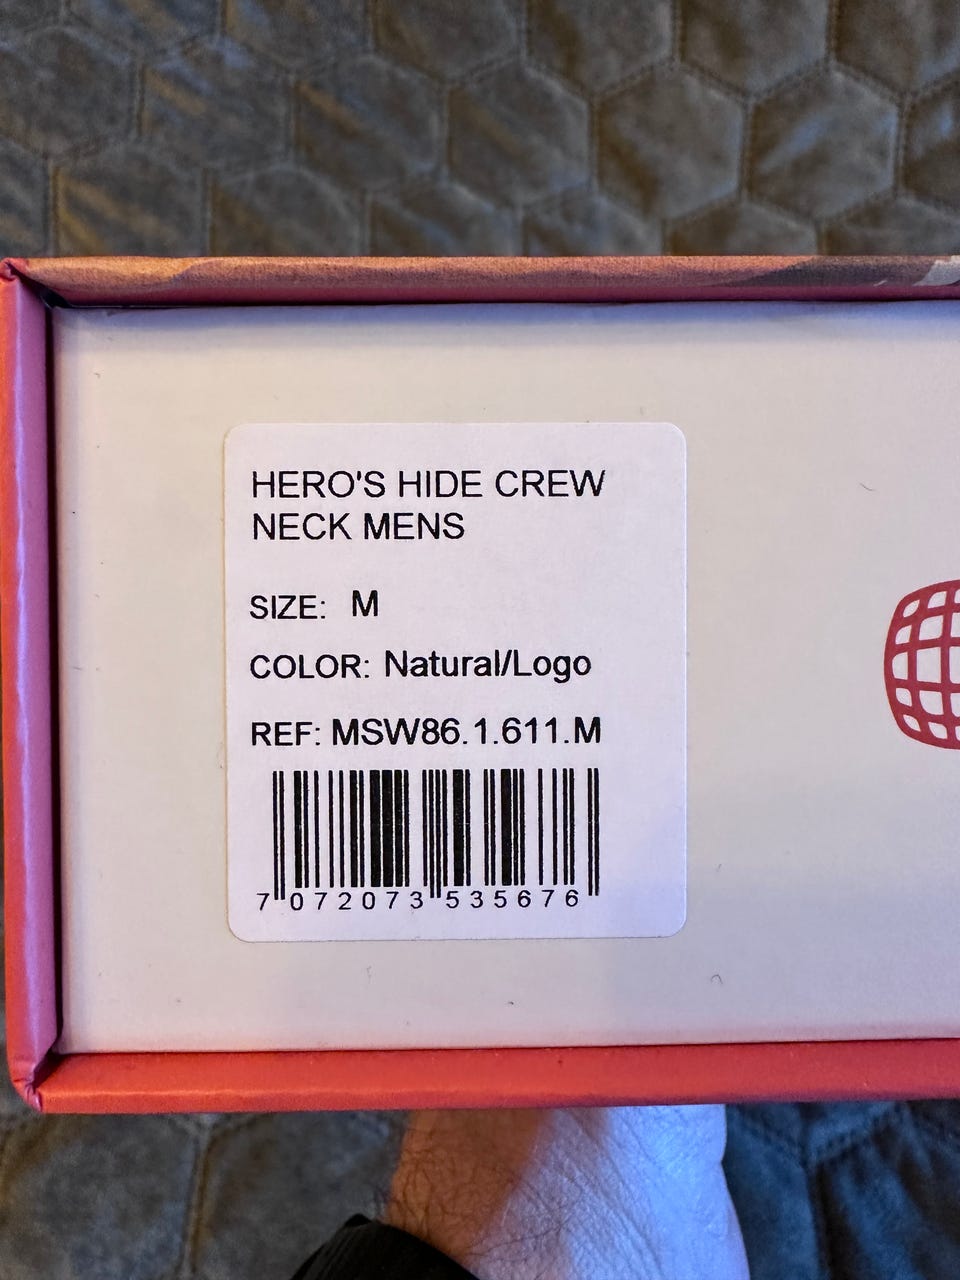 HERO'S HIDE CREW
NECK MENS
SIZE: M
COLOR: Natural/Logo
REF: MSW86.1.611.M
7 072073 535676